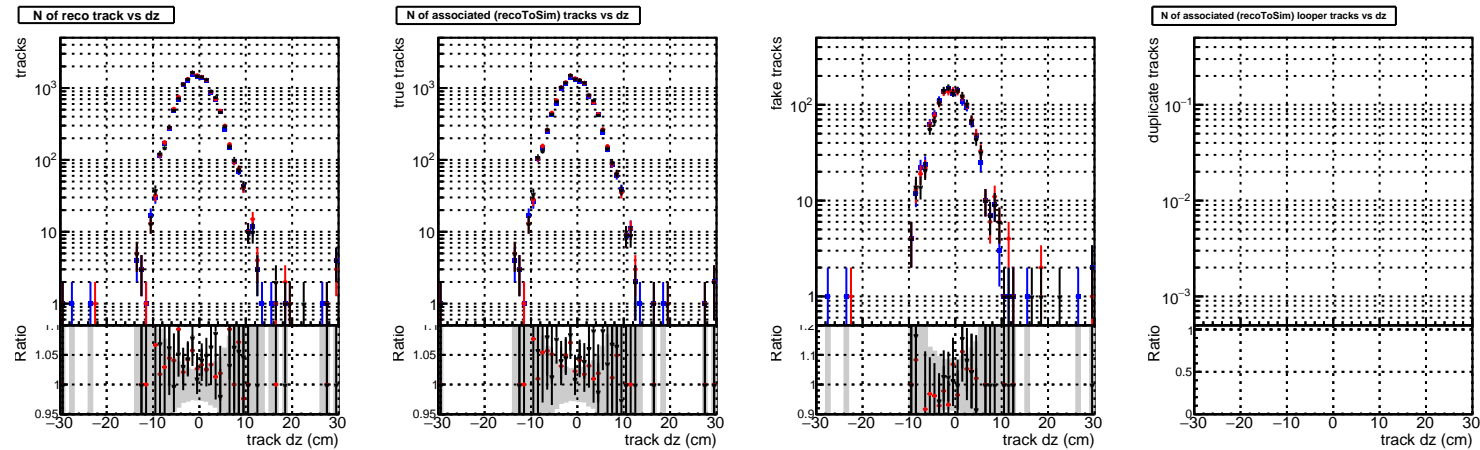 N of reco track vs dz
tracks
10³
10²
10
1
Ratio
1.1
1.05
1
0.95
−30 −20 −10 0 10 20 30
track dz (cm)
N of associated (recoToSim) tracks vs dz
true tracks
10³
10²
10
1
Ratio
1.1
1.05
1
0.95
−30 −20 −10 0 10 20 30
track dz (cm)
fake tracks
10²
10
1
Ratio
1.2
1.1
1
0.9
−30 −20 −10 0 10 20 30
track dz (cm)
N of associated (recoToSim) looper tracks vs dz
duplicate tracks
10⁻¹
10⁻²
10⁻³
Ratio
1
0.5
0
−30 −20 −10 0 10 20 30
track dz (cm)